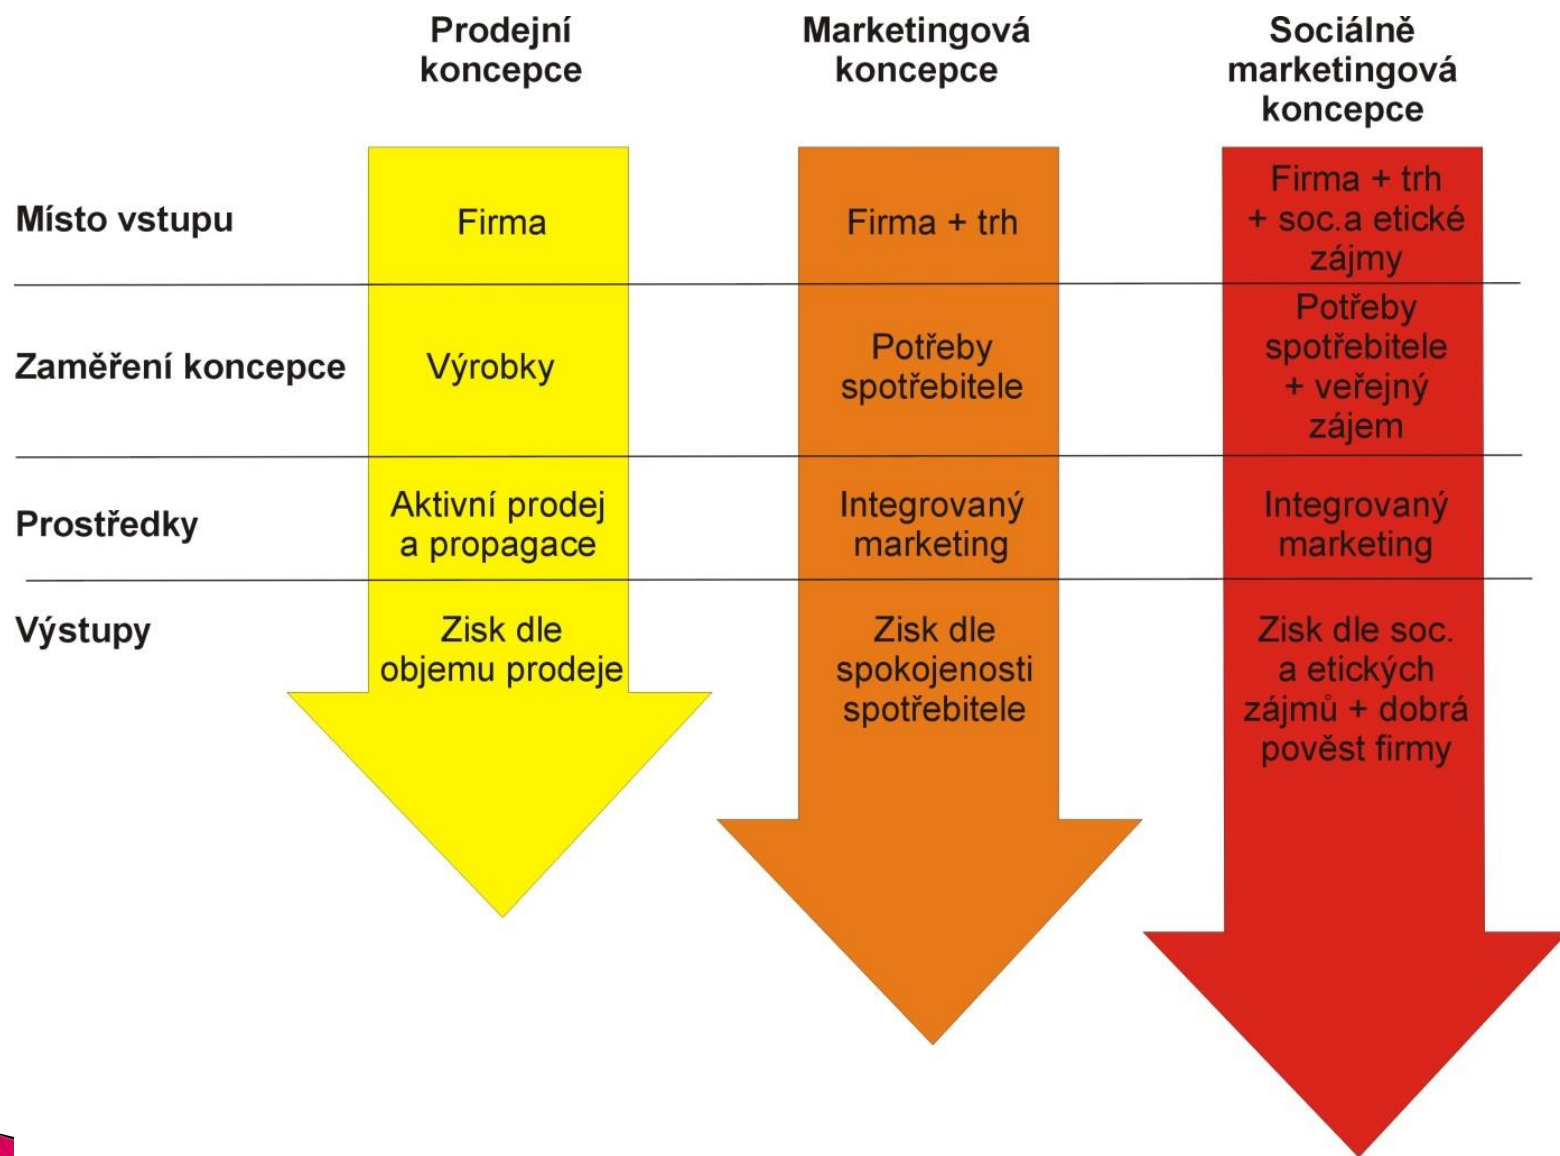 Prodejní
koncepce
Marketingová
koncepce
Sociálně
marketingová
koncepce
Místo vstupu
Firma
Firma + trh
Firma + trh
+ soc.a etické
zájmy
Zaměření koncepce
Výrobky
Potřeby
spotřebitele
Potřeby
spotřebitele
+ veřejný
zájem
Prostředky
Aktivní prodej
a propagace
Integrovaný
marketing
Integrovaný
marketing
Výstupy
Zisk dle
objemu prodeje
Zisk dle
spokojenosti
spotřebitele
Zisk dle soc.
a etických
zájmů + dobrá
pověst firmy